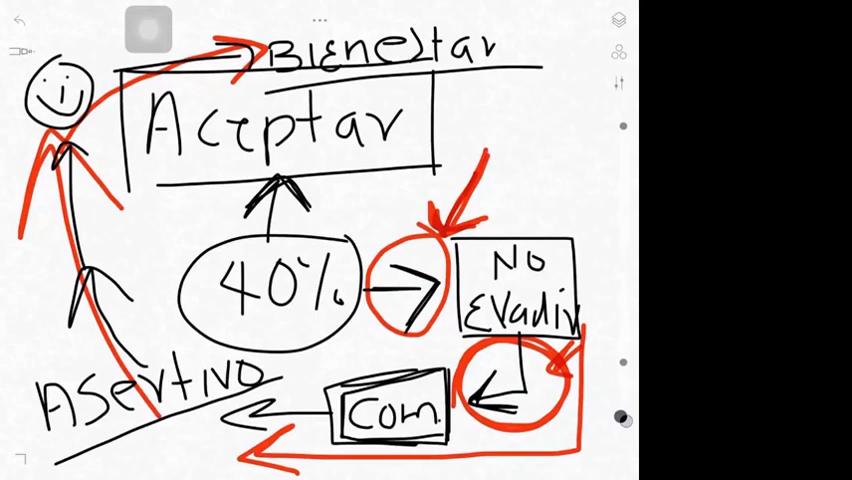 BIENEstar
Aceptar
40%
No
Evadir
Com.
Asertivo